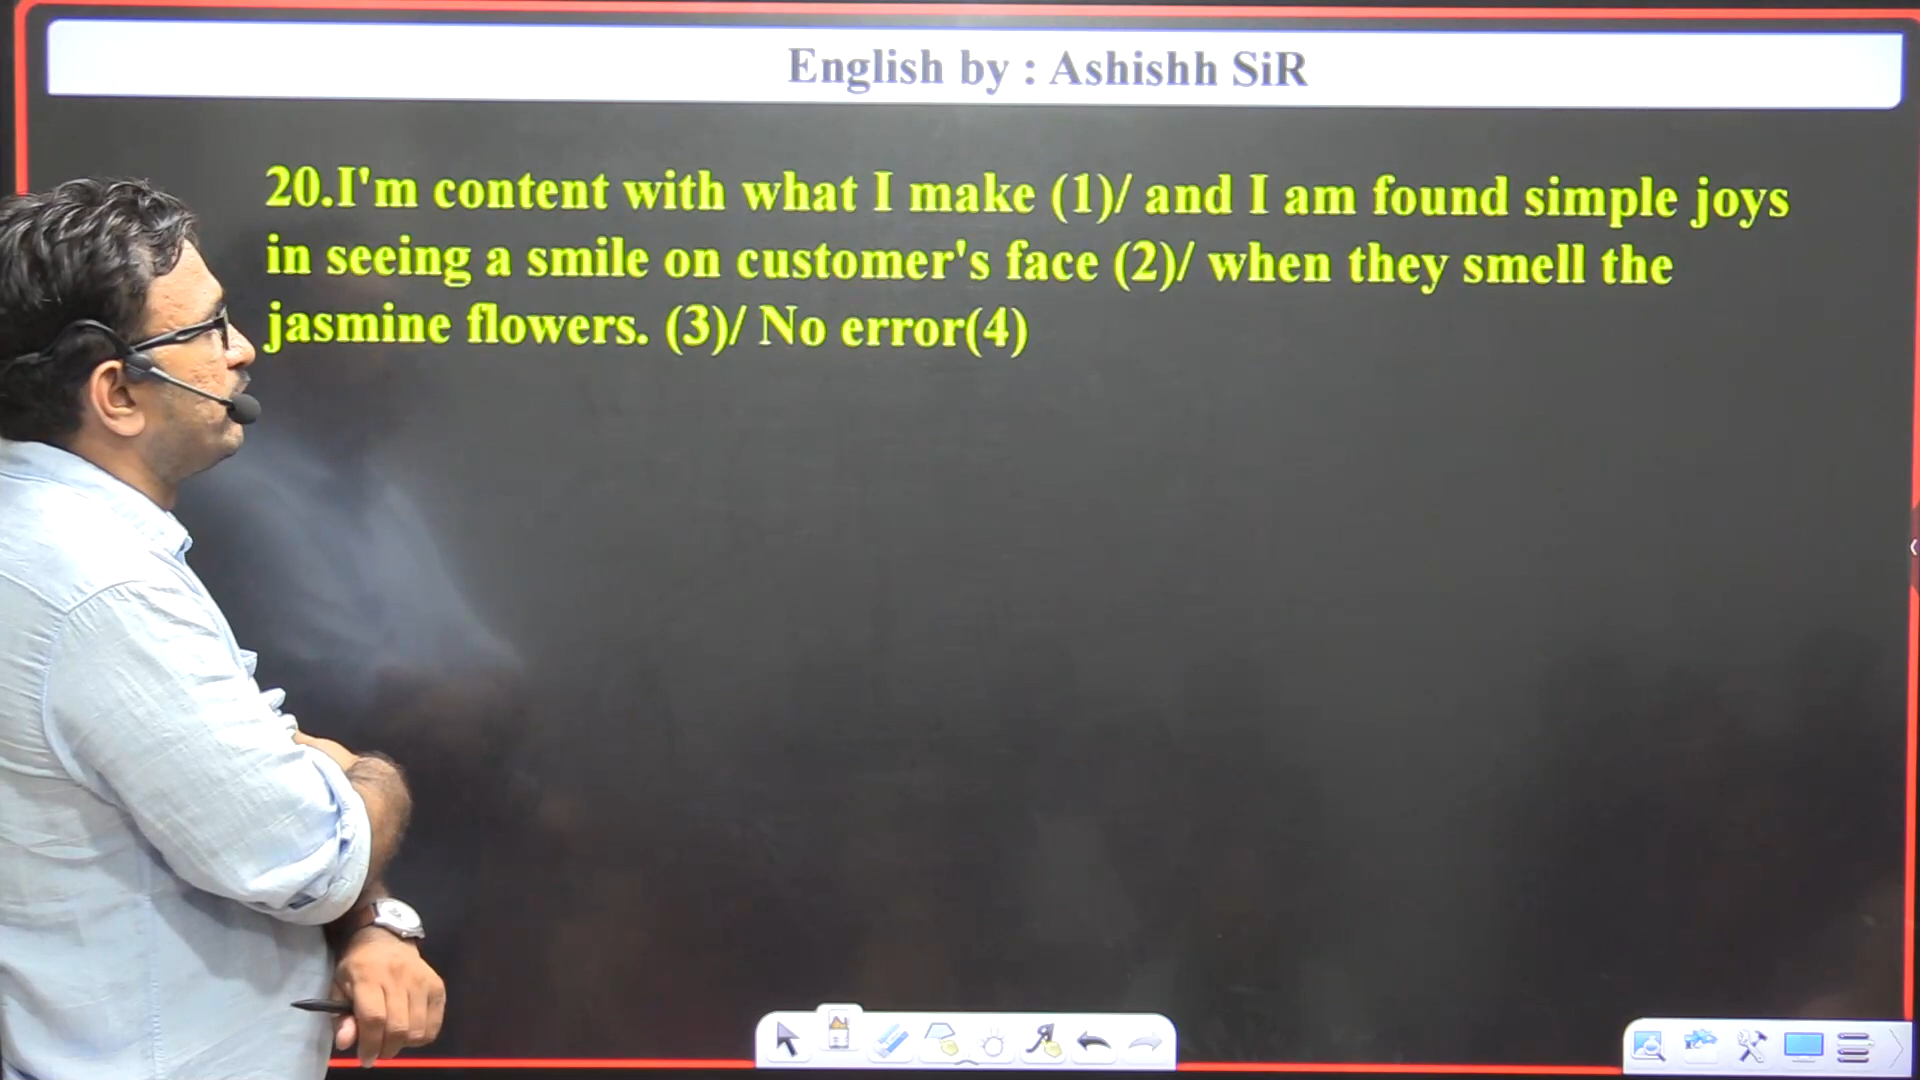 English by : Ashishh SiR
20.I'm content with what I make (1)/ and I am found simple joys
in seeing a smile on customer's face (2)/ when they smell the
jasmine flowers. (3)/ No error(4)